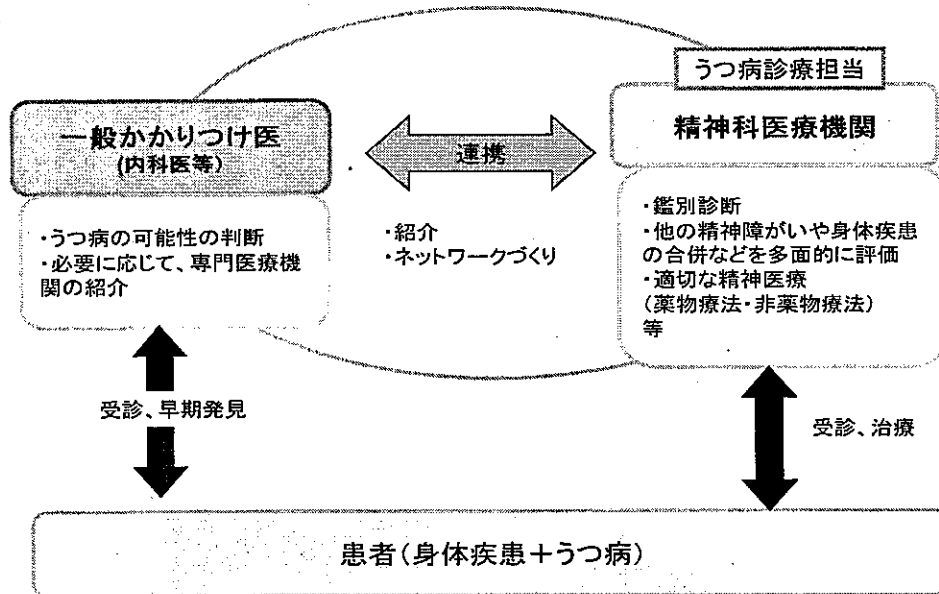 うつ病診療担当
一般かかりつけ医
(内科医等)
連携
精神科医療機関
・うつ病の可能性の判断
・必要に応じて、専門医療機
関の紹介
・紹介
・ネットワークづくり
・鑑別診断
・他の精神障がいや身体疾患
の合併などを多面的に評価
・適切な精神医療
(薬物療法・非薬物療法)
等
受診、早期発見
受診、治療
患者(身体疾患+うつ病)